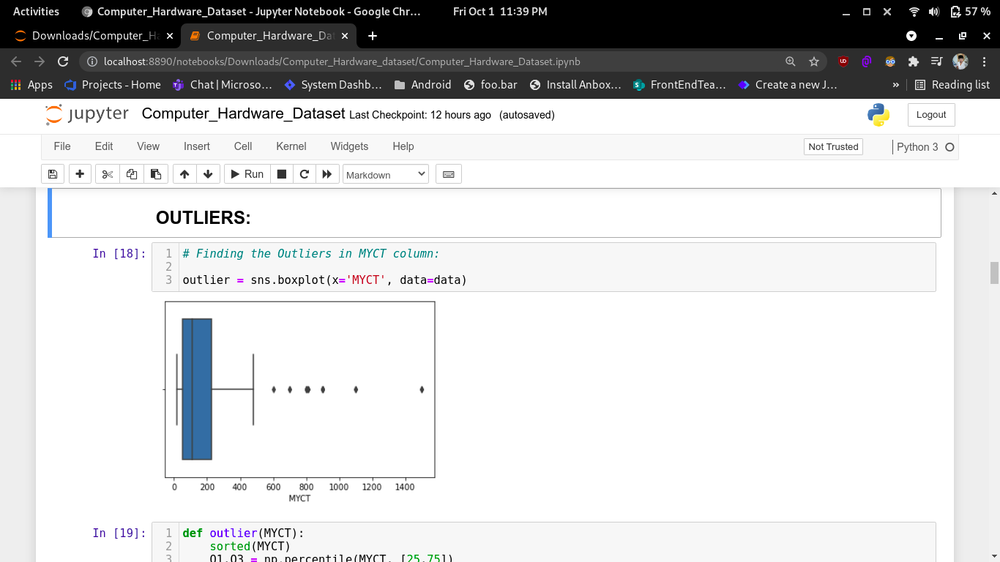 Activities Computer_Hardware_Dataset - Jupyter Notebook - Google Chr... Fri Oct 1 11:39 PM 57 %
Downloads/Computer_Ha Computer_Hardware_Dat
localhost:8890/notebooks/Downloads/Computer_Hardware_dataset/Computer_Hardware_Dataset.ipynb
Apps Projects - Home Chat | Microso... System Dashb... Android foo.bar Install Anbox... FrontEndTea... Create a new J... » Reading list
jupyter Computer_Hardware_Dataset Last Checkpoint: 12 hours ago (autosaved) Logout
File Edit View Insert Cell Kernel Widgets Help Not Trusted Python 3
Run Markdown
OUTLIERS:
In [18]: 1 # Finding the Outliers in MYCT column:
2
3 outlier = sns.boxplot(x='MYCT', data=data)
0 200 400 600 800 1000 1200 1400
MYCT
In [19]: 1 def outlier(MYCT):
2 sorted(MYCT)
3 Q1,Q3 = np.percentile(MYCT, [25,75])